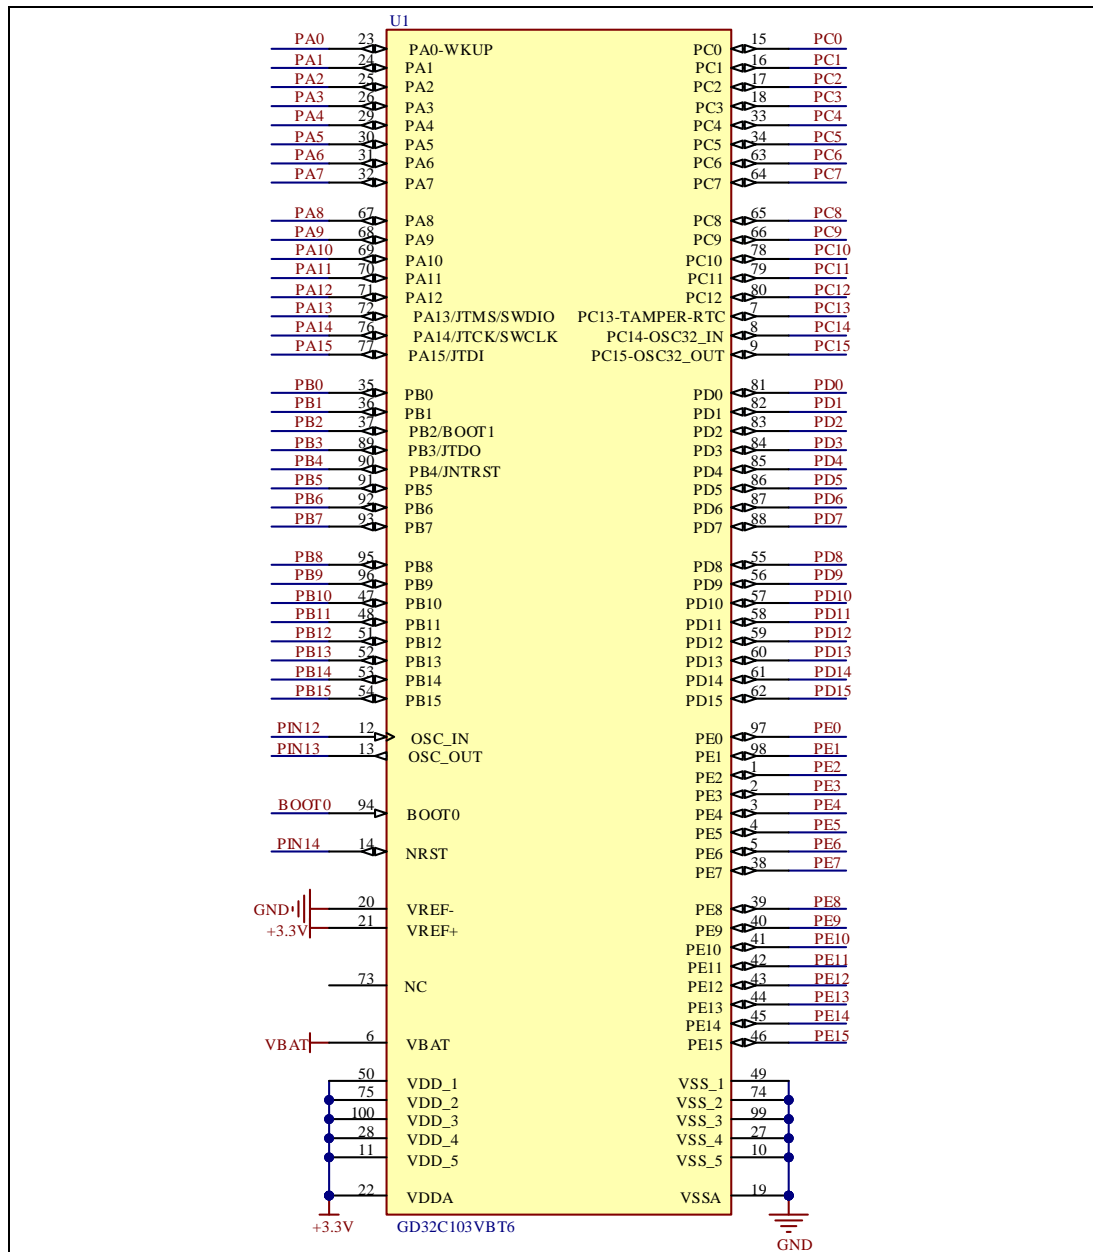 U1
PA0 23 PA0-WKUP PC0 15 PC0
PA1 24 PA1 PC1 16 PC1
PA2 25 PA2 PC2 17 PC2
PA3 26 PA3 PC3 18 PC3
PA4 29 PA4 PC4 33 PC4
PA5 30 PA5 PC5 34 PC5
PA6 31 PA6 PC6 63 PC6
PA7 32 PA7 PC7 64 PC7
PA8 67 PA8 PC8 65 PC8
PA9 68 PA9 PC9 66 PC9
PA10 69 PA10 PC10 78 PC10
PA11 70 PA11 PC11 79 PC11
PA12 71 PA12 PC12 80 PC12
PA13 72 PA13/JTMS/SWDIO PC13-TAMPER-RTC 7 PC13
PA14 76 PA14/JTCK/SWCLK PC14-OSC32_IN 8 PC14
PA15 77 PA15/JTDI PC15-OSC32_OUT 9 PC15
PB0 35 PB0 PD0 81 PD0
PB1 36 PB1 PD1 82 PD1
PB2 37 PB2/BOOT1 PD2 83 PD2
PB3 89 PB3/JTDO PD3 84 PD3
PB4 90 PB4/JNTRST PD4 85 PD4
PB5 91 PB5 PD5 86 PD5
PB6 92 PB6 PD6 87 PD6
PB7 93 PB7 PD7 88 PD7
PB8 95 PB8 PD8 55 PD8
PB9 96 PB9 PD9 56 PD9
PB10 47 PB10 PD10 57 PD10
PB11 48 PB11 PD11 58 PD11
PB12 51 PB12 PD12 59 PD12
PB13 52 PB13 PD13 60 PD13
PB14 53 PB14 PD14 61 PD14
PB15 54 PB15 PD15 62 PD15
PIN12 12 OSC_IN PE0 97 PE0
PIN13 13 OSC_OUT PE1 98 PE1
PE2 1 PE2
PE3 2 PE3
BOOT0 94 BOOT0 PE4 3 PE4
PE5 4 PE5
PIN14 14 NRST PE6 5 PE6
PE7 38 PE7
GND 20 VREF- PE8 39 PE8
+3.3V 21 VREF+ PE9 40 PE9
PE10 41 PE10
PE11 42 PE11
73 NC PE12 43 PE12
PE13 44 PE13
PE14 45 PE14
VBAT 6 VBAT PE15 46 PE15
50 VDD_1 VSS_1 49
75 VDD_2 VSS_2 74
100 VDD_3 VSS_3 99
28 VDD_4 VSS_4 27
11 VDD_5 VSS_5 10
22 VDDA VSSA 19
+3.3V GD32C103VBT6 GND